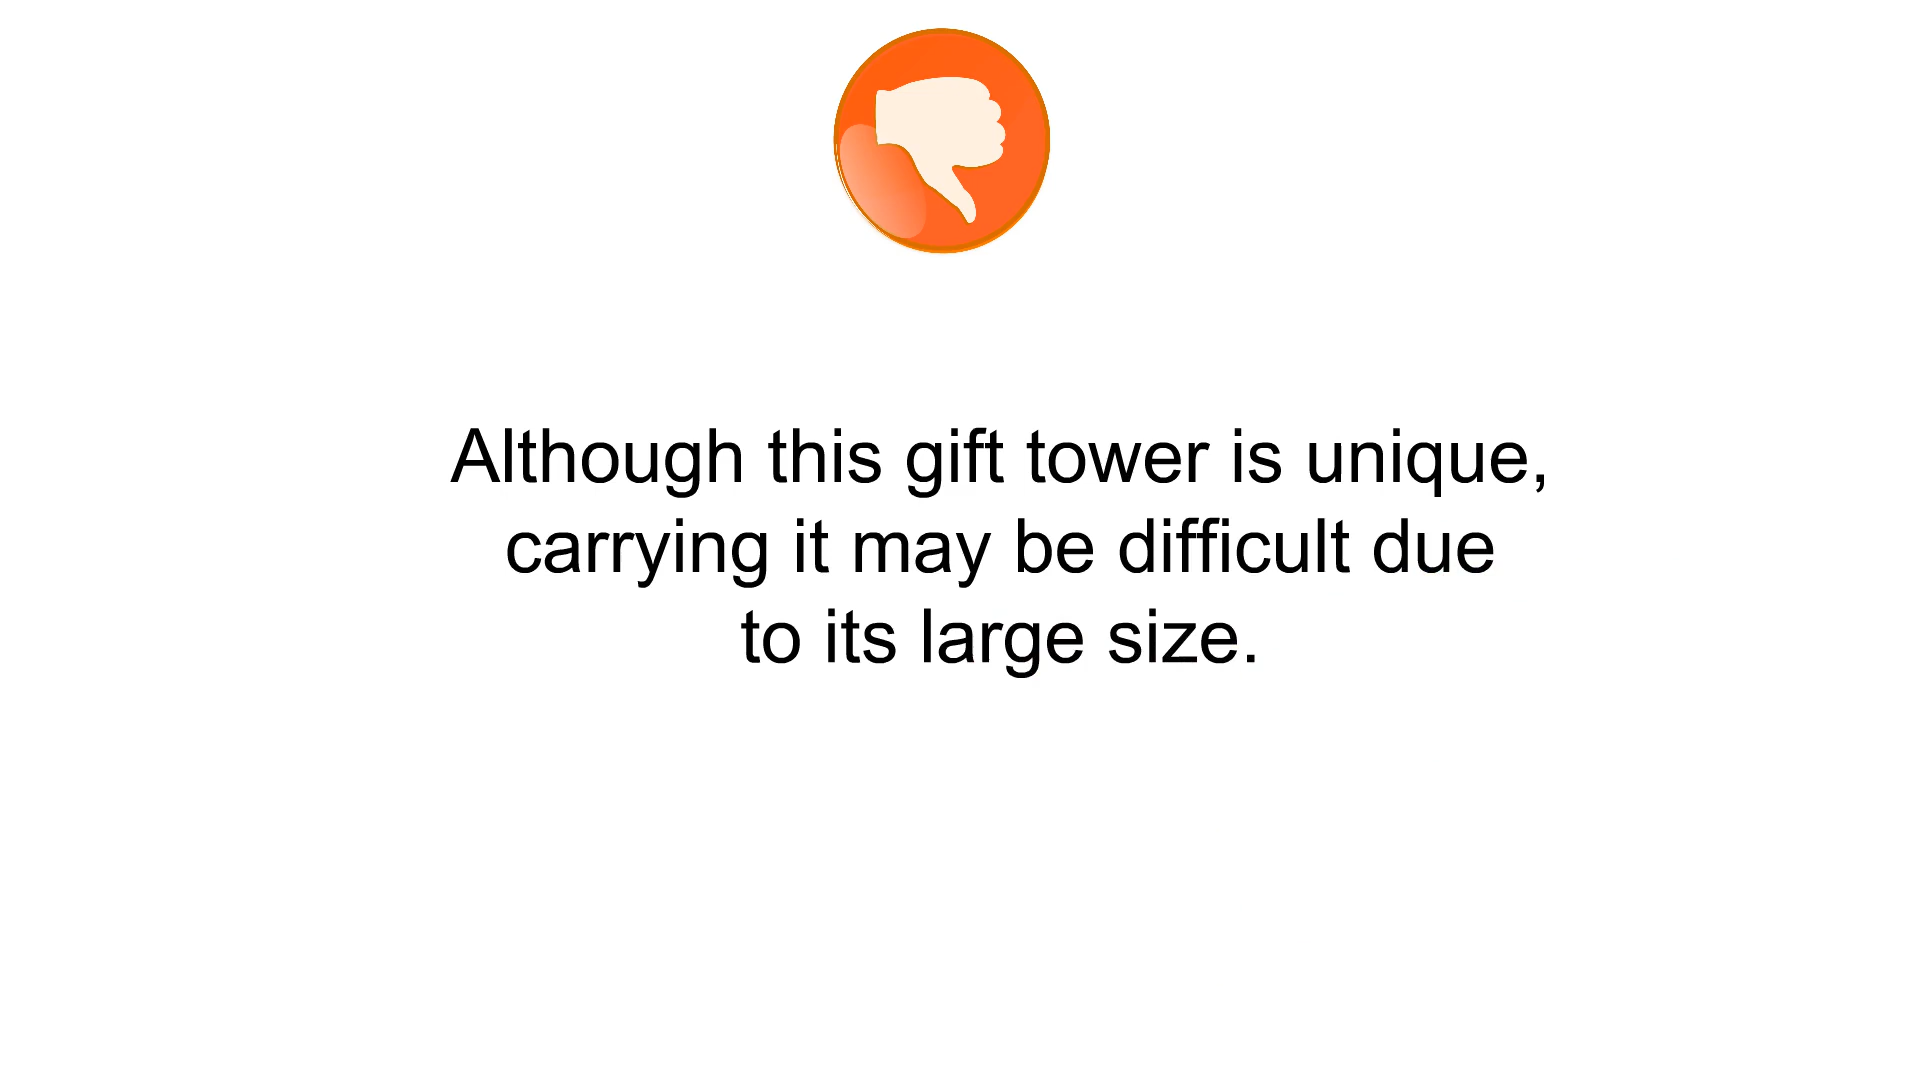 Although this gift tower is unique,
carrying it may be difficult due
to its large size.